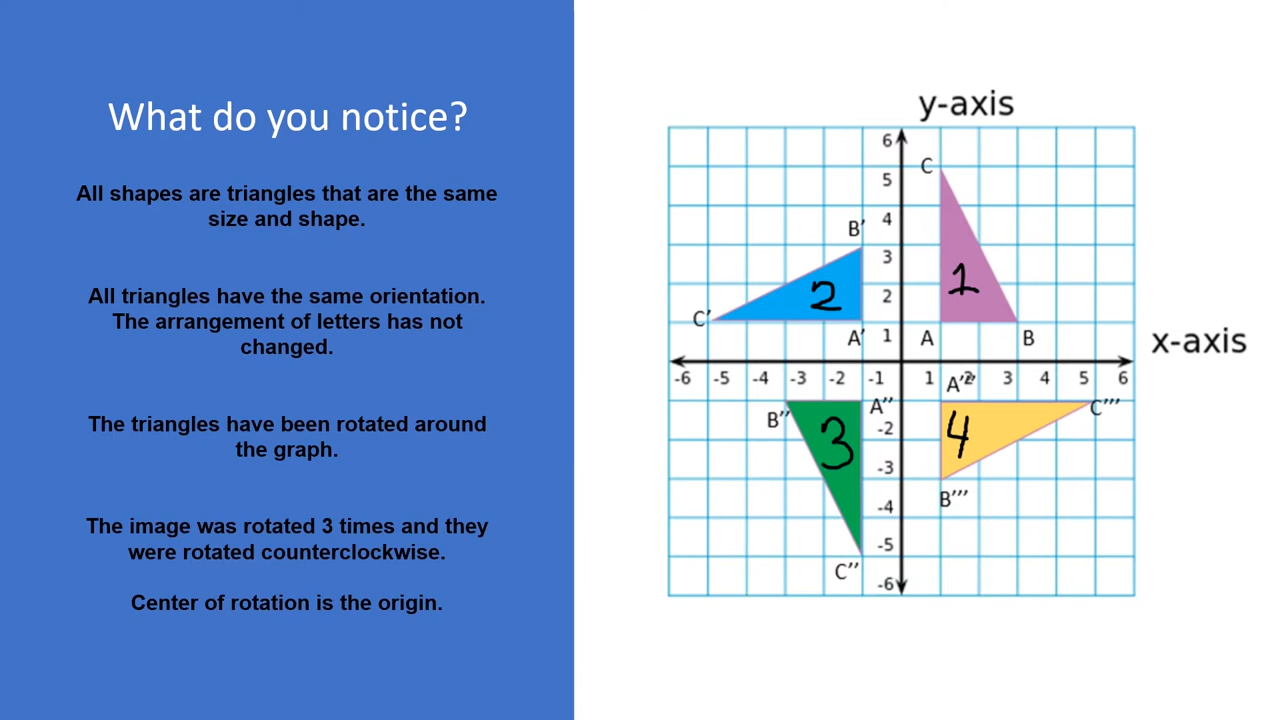 What do you notice?
All shapes are triangles that are the same
size and shape.
All triangles have the same orientation.
The arrangement of letters has not
changed.
The triangles have been rotated around
the graph.
The image was rotated 3 times and they
were rotated counterclockwise.
Center of rotation is the origin.
y-axis
6
C
5
4
B'
3
2
1
2
C'
A'
1
A
B
x-axis
-6 -5 -4 -3 -2 -1 1 2 3 4 5 6
A'''
B''
A''
C'''
3
-2
4
-3
B'''
-4
-5
C''
-6